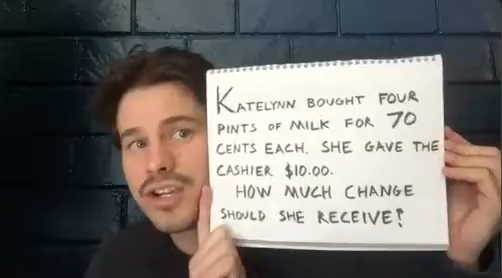 KATELYNN BOUGHT FOUR
PINTS OF MILK FOR 70
CENTS EACH. SHE GAVE THE
CASHIER $10.00.
HOW MUCH CHANGE
SHOULD SHE RECEIVE?